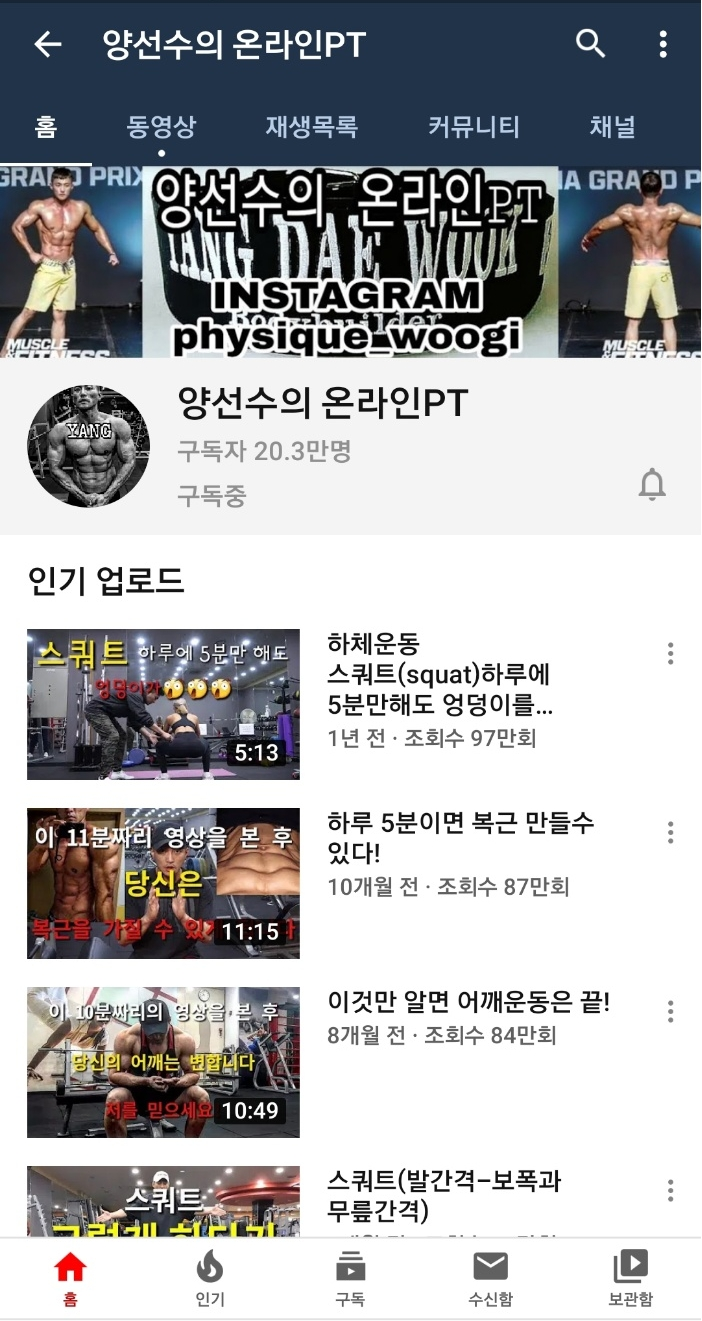 양선수의 온라인PT
홈
동영상
재생목록
커뮤니티
채널
GRAND PRIX
양선수의 온라인PT
IA GRAND P
YANG DAE WOOK
INSTAGRAM
Bodybuilder
physique_woogi
MUSCLE
&FITNESS
MUSCLE
&FITNESS
YANG
양선수의 온라인PT
구독자 20.3만명
구독중
인기 업로드
스쿼트 하루에 5분만 해도
엉덩이가
5:13
하체운동
스쿼트(squat)하루에
5분만해도 엉덩이를...
1년 전 · 조회수 97만회
이 11분짜리 영상을 본 후
당신은
복근을 가질 수
11:15
하루 5분이면 복근 만들수
있다!
10개월 전 · 조회수 87만회
이 10분짜리의 영상을 본 후
당신의 어깨는 변합니다
저를 믿으세요
10:49
이것만 알면 어깨운동은 끝!
8개월 전 · 조회수 84만회
스쿼트
스쿼트(발간격-보폭과
무릎간격)
홈
인기
구독
수신함
보관함